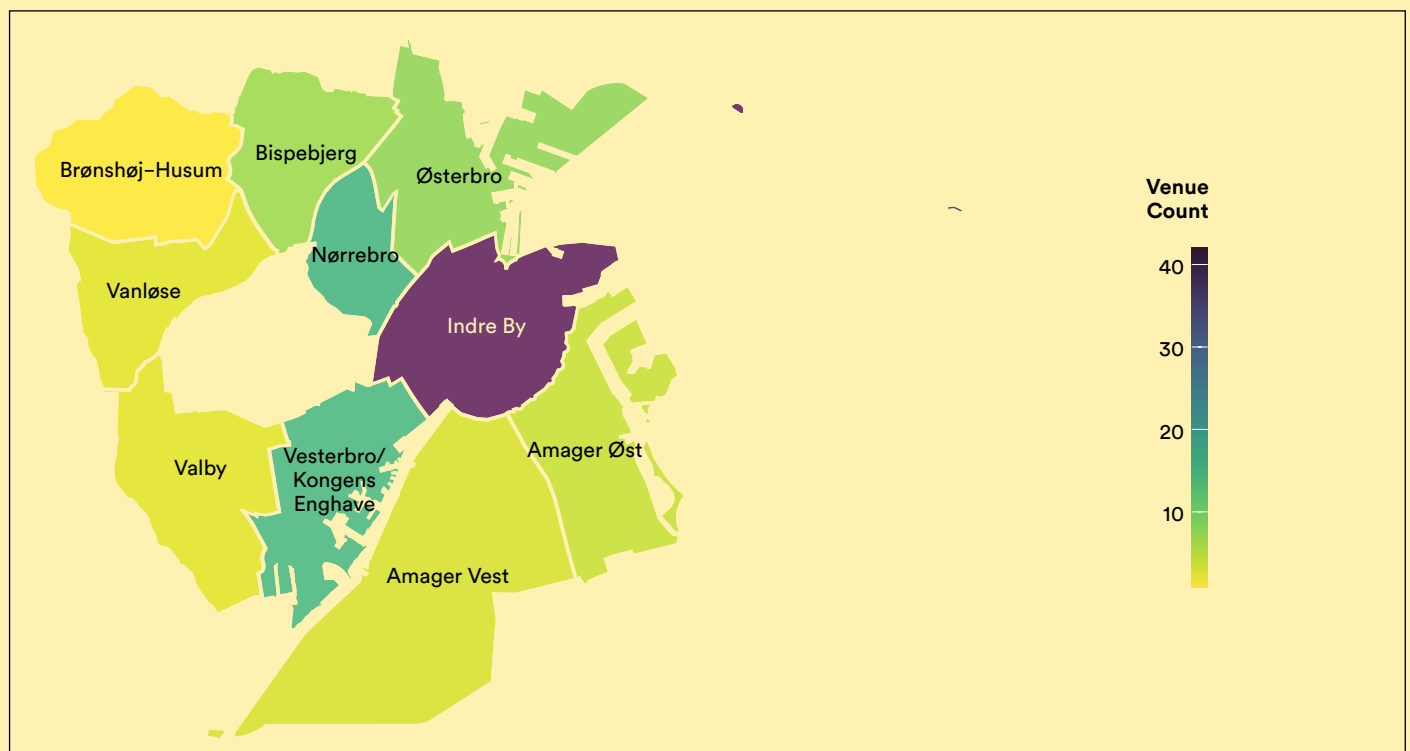 Brønshøj–Husum
Bispebjerg
Østerbro
Nørrebro
Vanløse
Indre By
Valby
Vesterbro/
Kongens
Enghave
Amager Øst
Amager Vest
Venue
Count
40
30
20
10